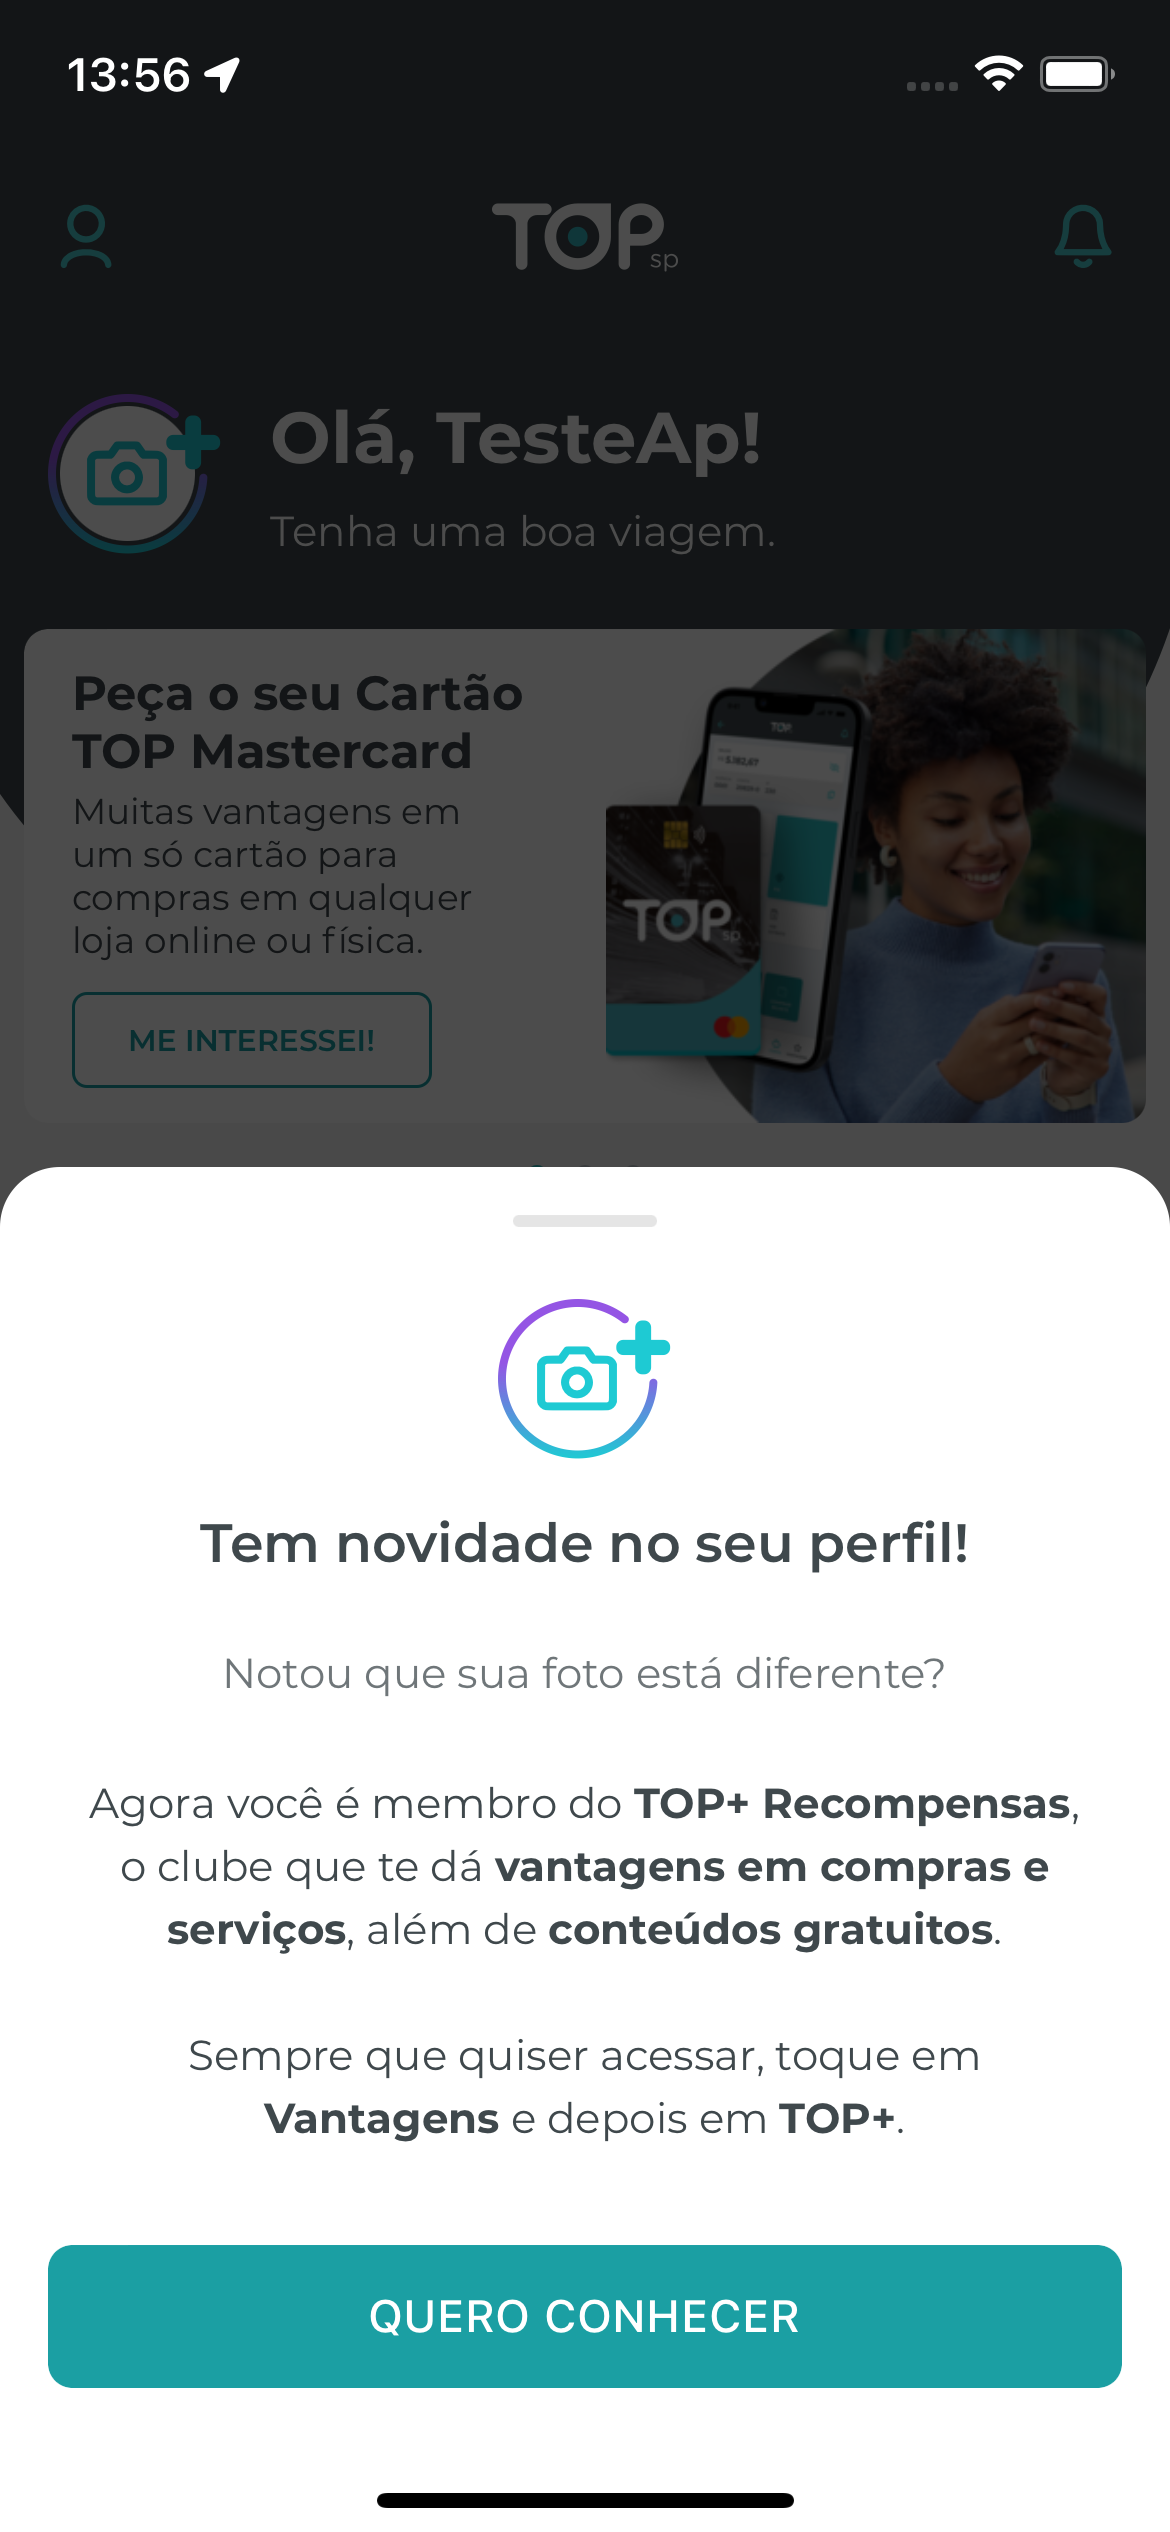 13:56
TOP sp
Olá, TesteAp!
Tenha uma boa viagem.
Peça o seu Cartão
TOP Mastercard
Muitas vantagens em
um só cartão para
compras em qualquer
loja online ou física.
ME INTERESSEI!
TOP
TOP sp
Tem novidade no seu perfil!
Notou que sua foto está diferente?
Agora você é membro do TOP+ Recompensas,
o clube que te dá vantagens em compras e
serviços, além de conteúdos gratuitos.
Sempre que quiser acessar, toque em
Vantagens e depois em TOP+.
QUERO CONHECER